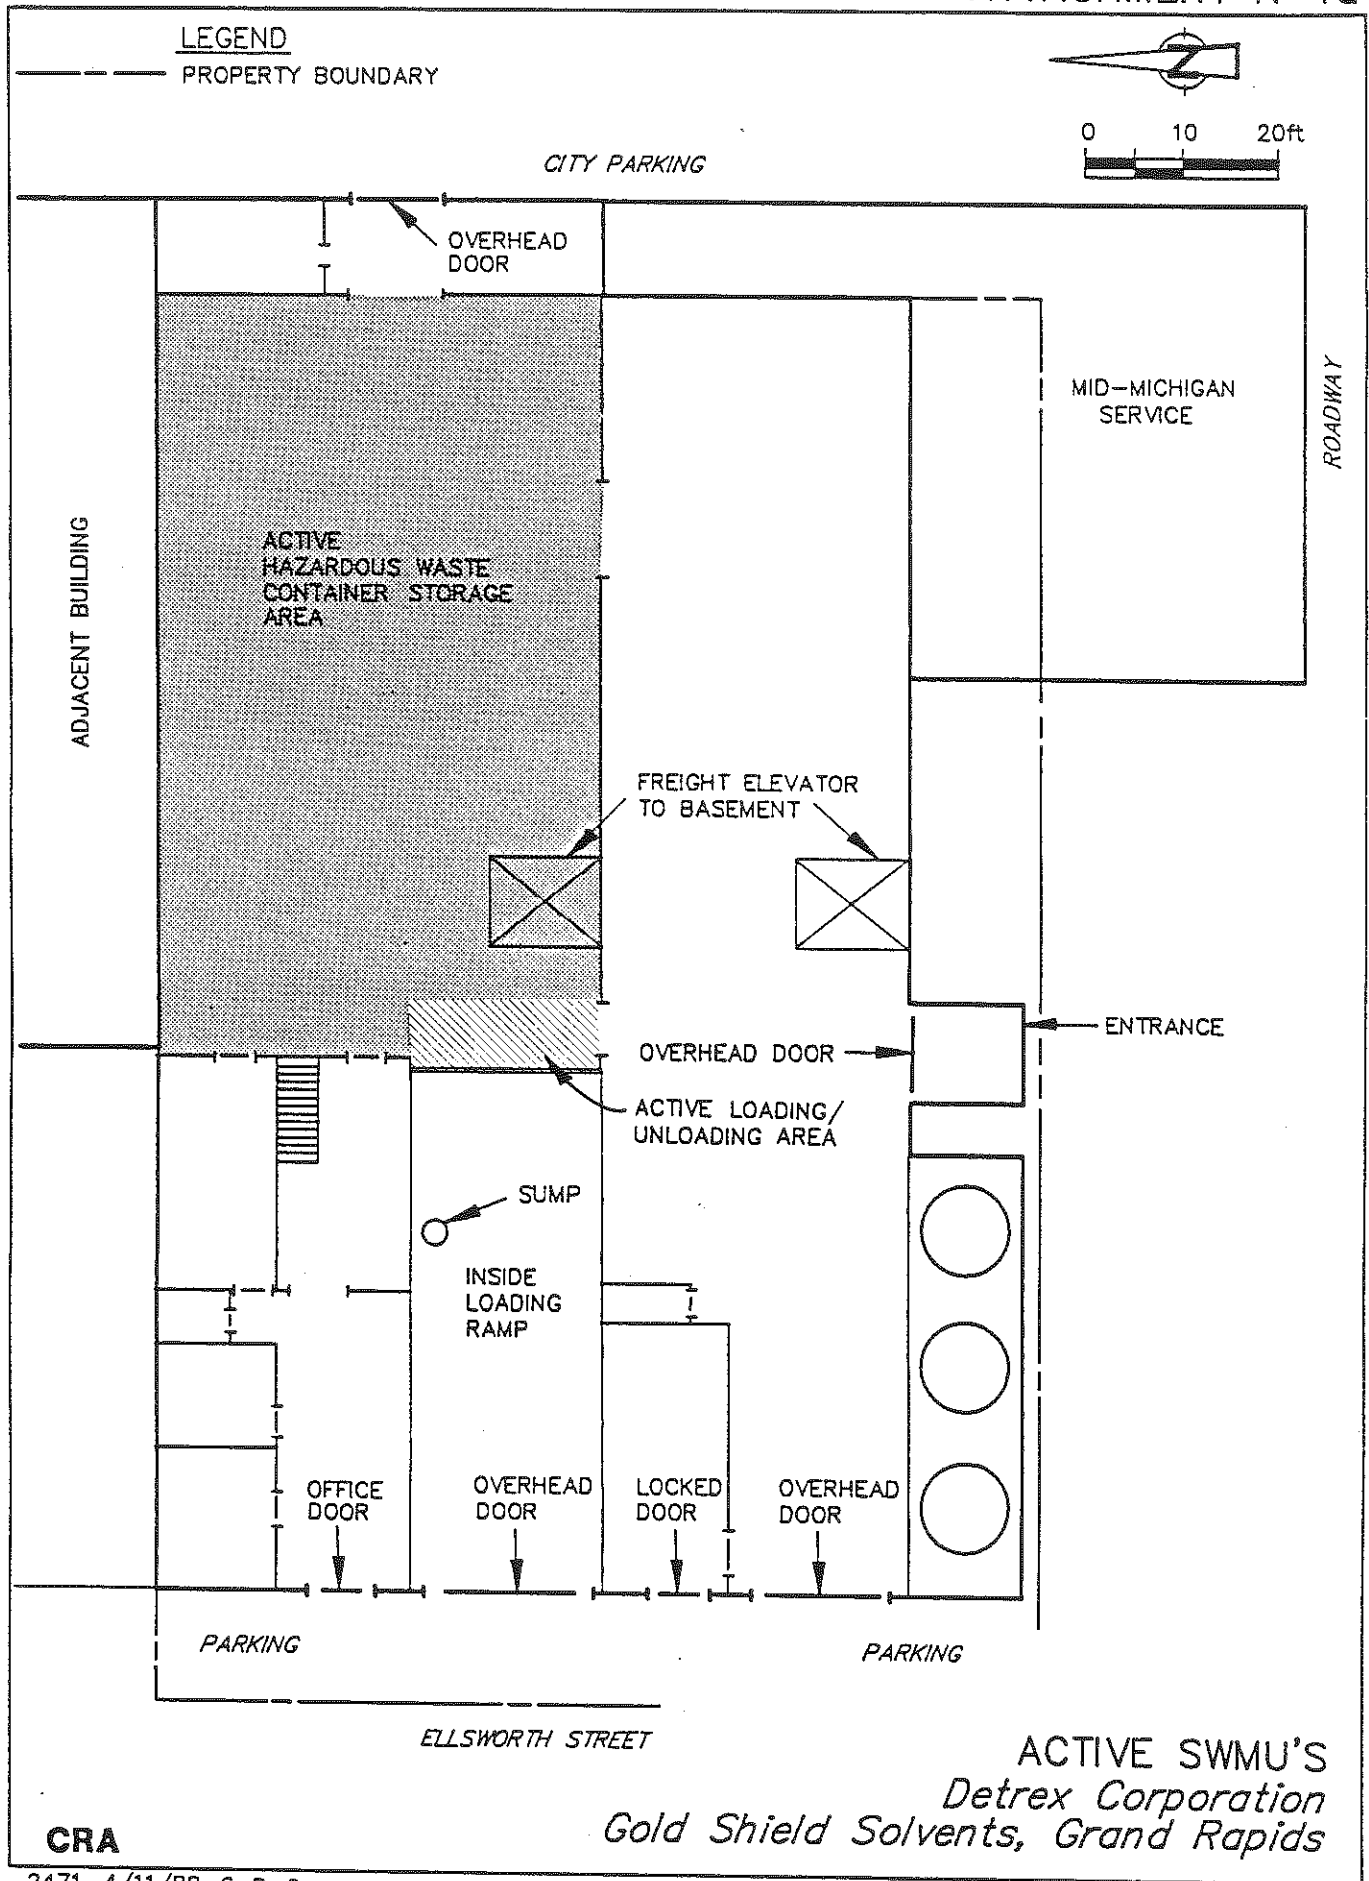 LEGEND
PROPERTY BOUNDARY
Z
0 10 20ft
CITY PARKING
OVERHEAD
DOOR
MID-MICHIGAN
SERVICE
ROADWAY
ADJACENT BUILDING
ACTIVE
HAZARDOUS WASTE
CONTAINER STORAGE
AREA
FREIGHT ELEVATOR
TO BASEMENT
ENTRANCE
OVERHEAD DOOR
ACTIVE LOADING/
UNLOADING AREA
SUMP
INSIDE
LOADING
RAMP
OFFICE
DOOR
OVERHEAD
DOOR
LOCKED
DOOR
OVERHEAD
DOOR
PARKING
PARKING
ELLSWORTH STREET
ACTIVE SWMU'S
Detrex Corporation
Gold Shield Solvents, Grand Rapids
CRA